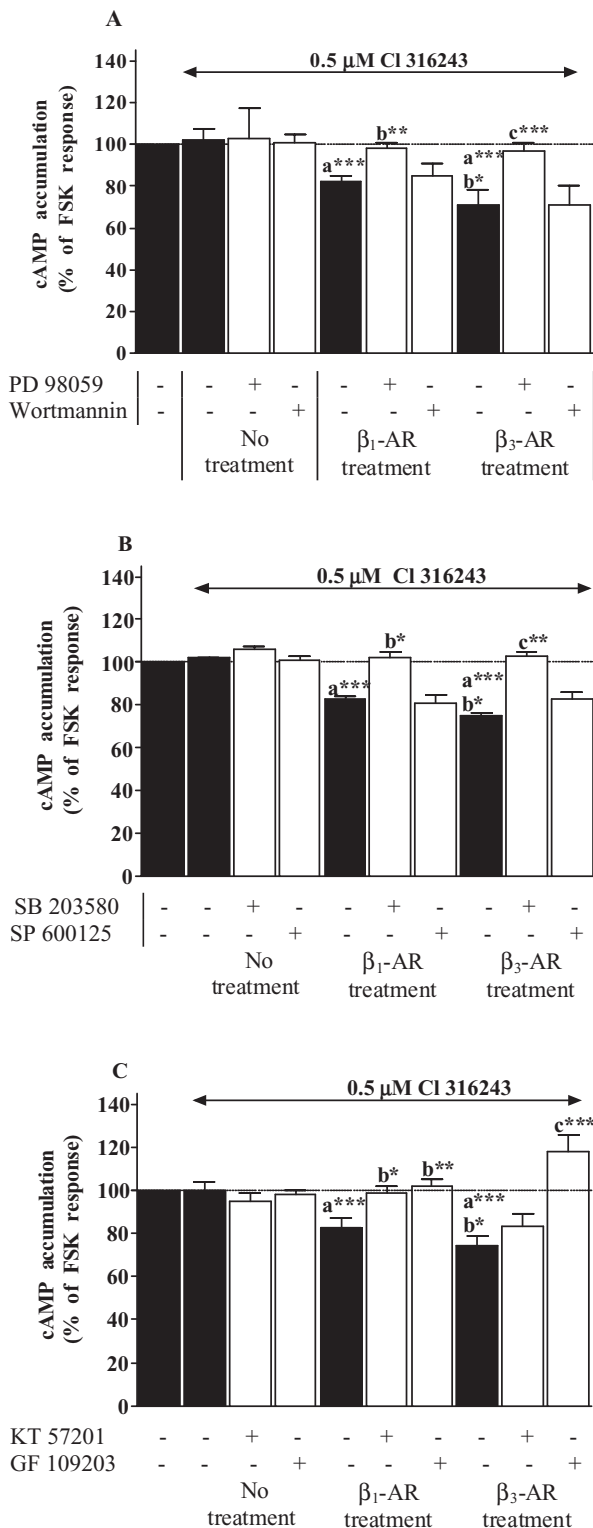 A
0.5 μM Cl 316243
140
120
100
80
60
40
20
0
cAMP accumulation
(% of FSK response)
a***
b**
a***
b*
c***
PD 98059 - - + - - + - - + -
Wortmannin - - - + - - + - - +
No treatment
β1-AR treatment
β3-AR treatment
B
0.5 μM Cl 316243
140
120
100
80
60
40
20
0
cAMP accumulation
(% of FSK response)
a***
b*
a***
b*
c**
SB 203580 - - + - - + - - + -
SP 600125 - - - + - - + - - +
No treatment
β1-AR treatment
β3-AR treatment
C
0.5 μM Cl 316243
140
120
100
80
60
40
20
0
cAMP accumulation
(% of FSK response)
a***
b*
b**
a***
b*
c***
KT 57201 - - + - - + - - + -
GF 109203 - - - + - - + - - +
No treatment
β1-AR treatment
β3-AR treatment